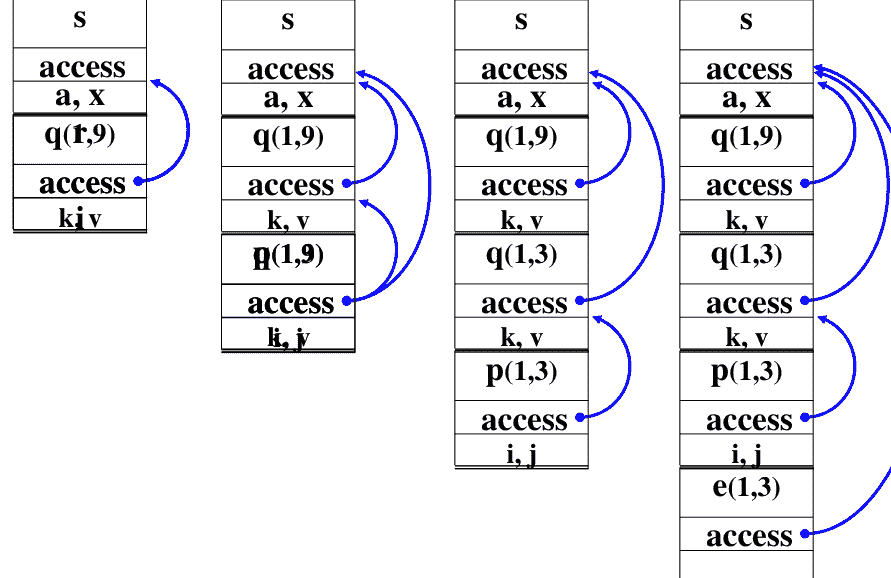 s
access
a, x
access
s
access
a, x
q(1,9)
access
k, v
access
s
access
a, x
q(1,9)
access
k, v
q(1,3)
access
k, v
p(1,3)
access
i, j
s
access
a, x
q(1,9)
access
k, v
q(1,3)
access
k, v
p(1,3)
access
i, j
e(1,3)
access